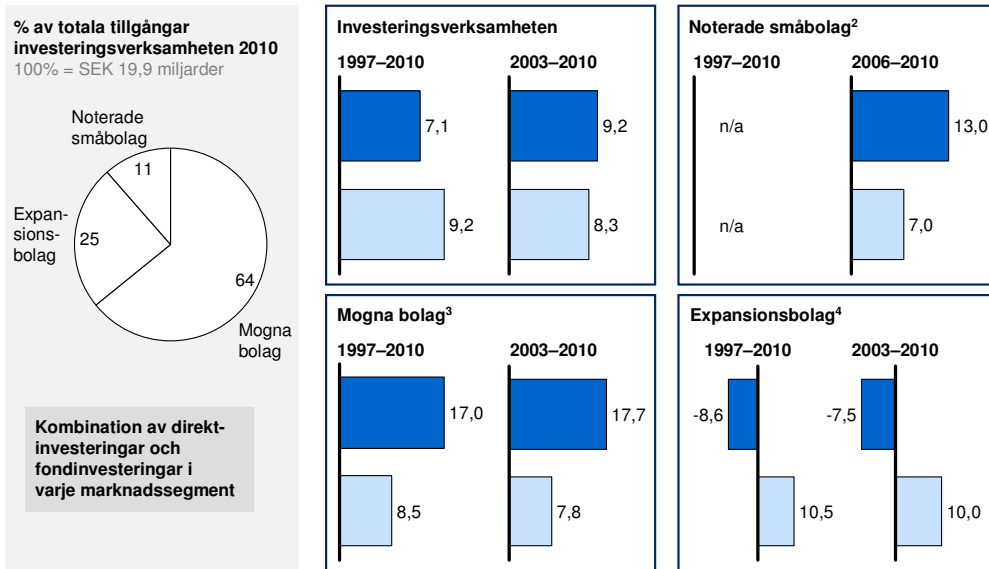 % av totala tillgångar
investeringsverksamheten 2010
100% = SEK 19,9 miljarder
Noterade
småbolag
11
Expan-
sions-
bolag
25
64
Mogna
bolag
Kombination av direkt-
investeringar och
fondinvesteringar i
varje marknadssegment
Investeringsverksamheten
1997–2010
2003–2010
7,1
9,2
9,2
8,3
Noterade småbolag²
1997–2010
2006–2010
n/a
13,0
n/a
7,0
Mogna bolag³
1997–2010
2003–2010
17,0
17,7
8,5
7,8
Expansionsbolag⁴
1997–2010
2003–2010
-8,6
-7,5
10,5
10,0